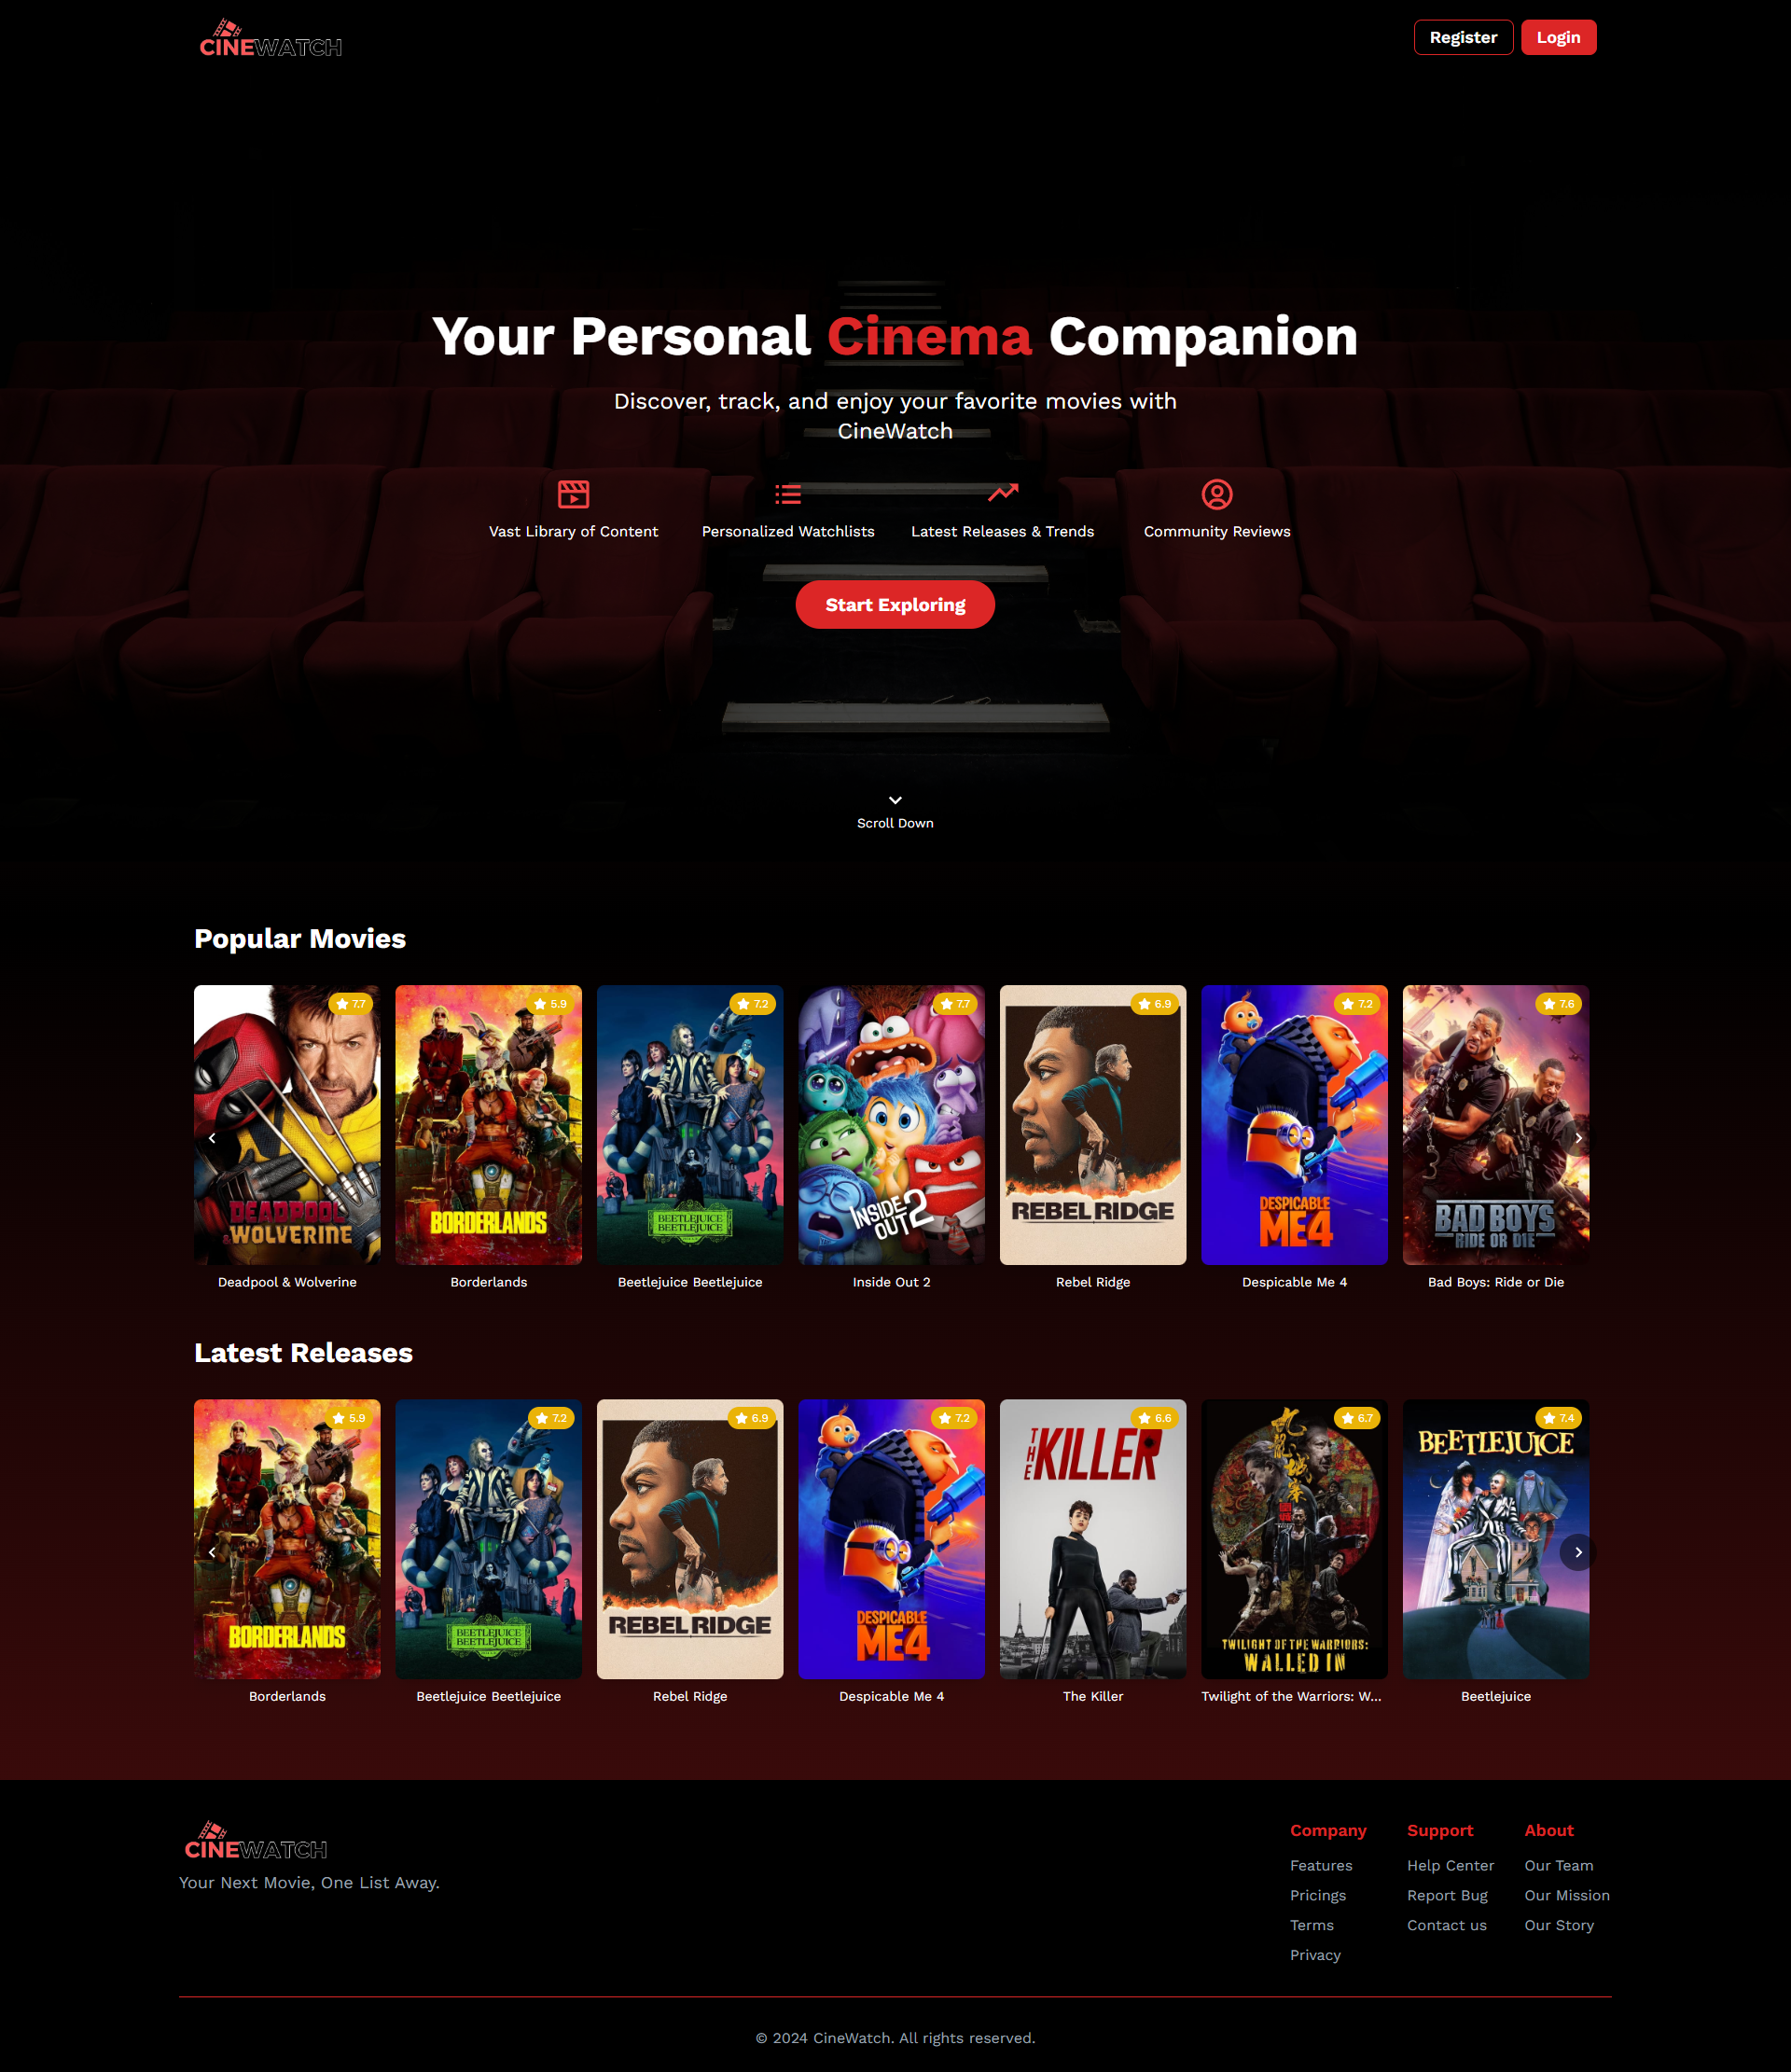 CINEWATCH
Register
Login
Your Personal Cinema Companion
Discover, track, and enjoy your favorite movies with
CineWatch
Vast Library of Content
Personalized Watchlists
Latest Releases & Trends
Community Reviews
Start Exploring
Scroll Down
Popular Movies
7.7
5.9
7.2
7.7
6.9
7.2
7.6
DEADPOOL
& WOLVERINE
BORDERLANDS
BEETLEJUICE
BEETLEJUICE
INSIDE
OUT 2
REBEL RIDGE
DESPICABLE
ME 4
BAD BOYS
RIDE OR DIE
Deadpool & Wolverine
Borderlands
Beetlejuice Beetlejuice
Inside Out 2
Rebel Ridge
Despicable Me 4
Bad Boys: Ride or Die
Latest Releases
5.9
7.2
6.9
7.2
6.6
6.7
7.4
BORDERLANDS
BEETLEJUICE
BEETLEJUICE
REBEL RIDGE
DESPICABLE
ME 4
THE KILLER
TWILIGHT OF THE WARRIORS:
WALLED IN
BEETLEJUICE
Borderlands
Beetlejuice Beetlejuice
Rebel Ridge
Despicable Me 4
The Killer
Twilight of the Warriors: W...
Beetlejuice
CINEWATCH
Your Next Movie, One List Away.
Company
Features
Pricings
Terms
Privacy
Support
Help Center
Report Bug
Contact us
About
Our Team
Our Mission
Our Story
© 2024 CineWatch. All rights reserved.